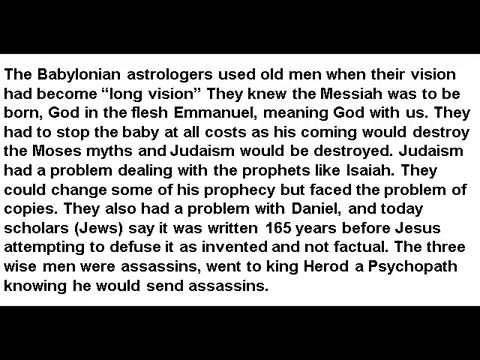 The Babylonian astrologers used old men when their vision
had become “long vision” They knew the Messiah was to be
born, God in the flesh Emmanuel, meaning God with us. They
had to stop the baby at all costs as his coming would destroy
the Moses myths and Judaism would be destroyed. Judaism
had a problem dealing with the prophets like Isaiah. They
could change some of his prophecy but faced the problem of
copies. They also had a problem with Daniel, and today
scholars (Jews) say it was written 165 years before Jesus
attempting to defuse it as invented and not factual. The three
wise men were assassins, went to king Herod a Psychopath
knowing he would send assassins.